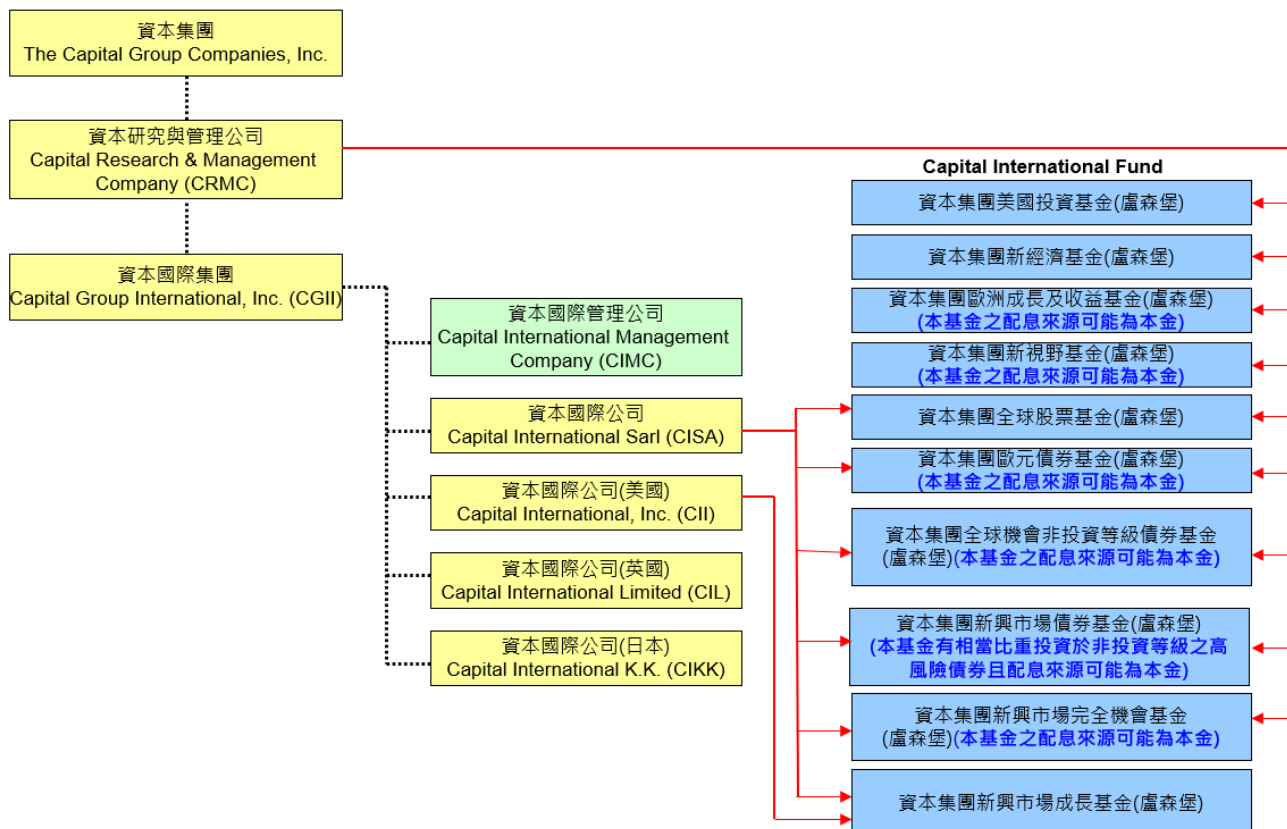 資本集團
The Capital Group Companies, Inc.
資本研究與管理公司
Capital Research & Management
Company (CRMC)
資本國際集團
Capital Group International, Inc. (CGII)
資本國際管理公司
Capital International Management
Company (CIMC)
資本國際公司
Capital International Sarl (CISA)
資本國際公司(美國)
Capital International, Inc. (CII)
資本國際公司(英國)
Capital International Limited (CIL)
資本國際公司(日本)
Capital International K.K. (CIKK)
Capital International Fund
資本集團美國投資基金(盧森堡)
資本集團新經濟基金(盧森堡)
資本集團歐洲成長及收益基金(盧森堡)
(本基金之配息來源可能為本金)
資本集團新視野基金(盧森堡)
(本基金之配息來源可能為本金)
資本集團全球股票基金(盧森堡)
資本集團歐元債券基金(盧森堡)
(本基金之配息來源可能為本金)
資本集團全球機會非投資等級債券基金
(盧森堡)(本基金之配息來源可能為本金)
資本集團新興市場債券基金(盧森堡)
(本基金有相當比重投資於非投資等級之高
風險債券且配息來源可能為本金)
資本集團新興市場完全機會基金
(盧森堡)(本基金之配息來源可能為本金)
資本集團新興市場成長基金(盧森堡)